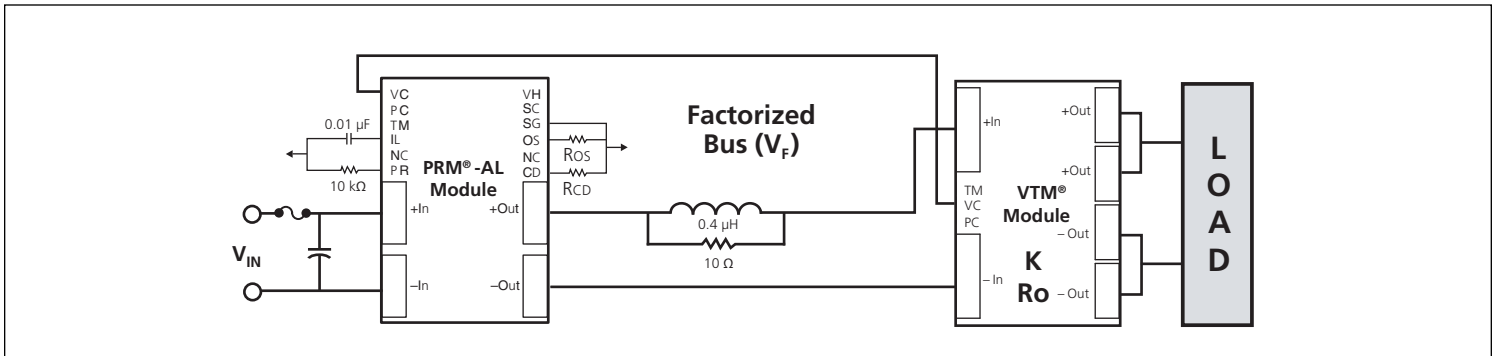 VC
PC
TM
IL
NC
PR
VH
SC
SG
OS
NC
CD
0.01 µF
10 kΩ
ROS
RCD
PRM® -AL
Module
+In
–In
+Out
–Out
VIN
Factorized
Bus (VF)
0.4 µH
10 Ω
+In
TM
VC
PC
– In
VTM®
Module
K
Ro
+Out
+Out
– Out
– Out
L
O
A
D